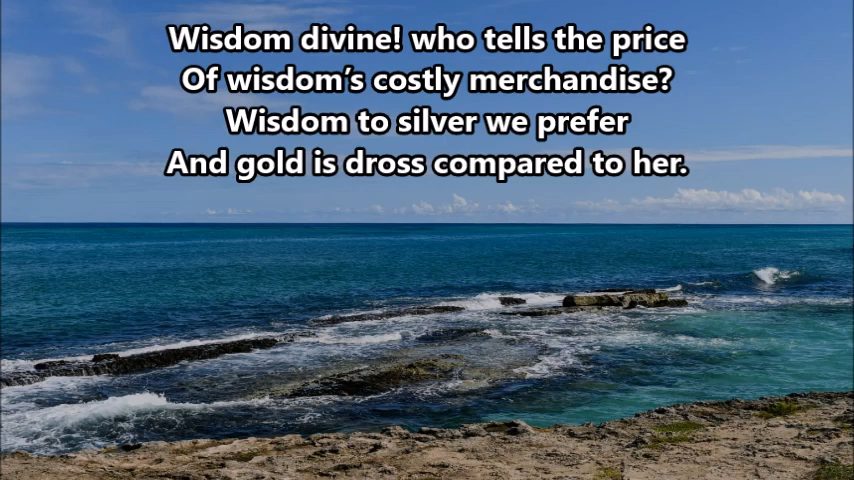 Wisdom divine! who tells the price
Of wisdom’s costly merchandise?
Wisdom to silver we prefer
And gold is dross compared to her.